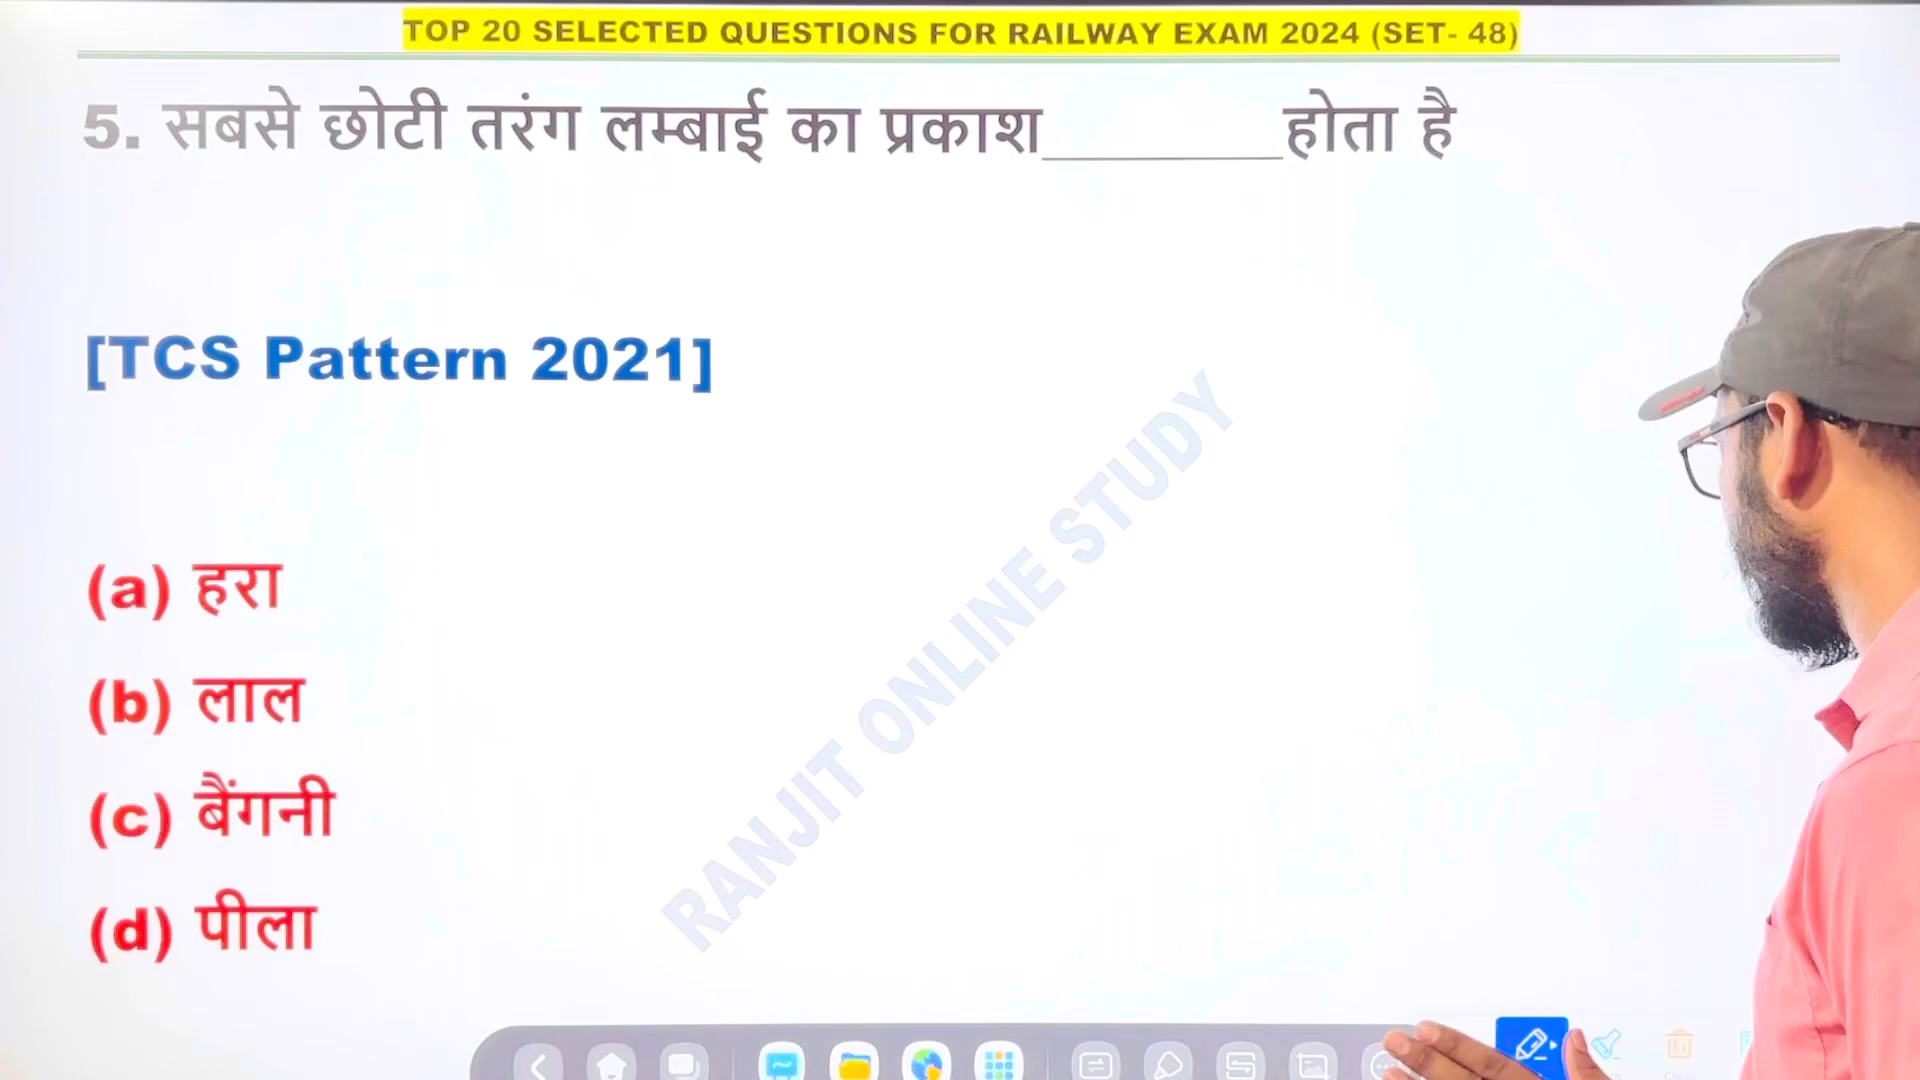 TOP 20 SELECTED QUESTIONS FOR RAILWAY EXAM 2024 (SET- 48)
5. सबसे छोटी तरंग लम्बाई का प्रकाश________होता है
[TCS Pattern 2021]
(a) हरा
(b) लाल
(c) बैंगनी
(d) पीला
RANJIT ONLINE STUDY